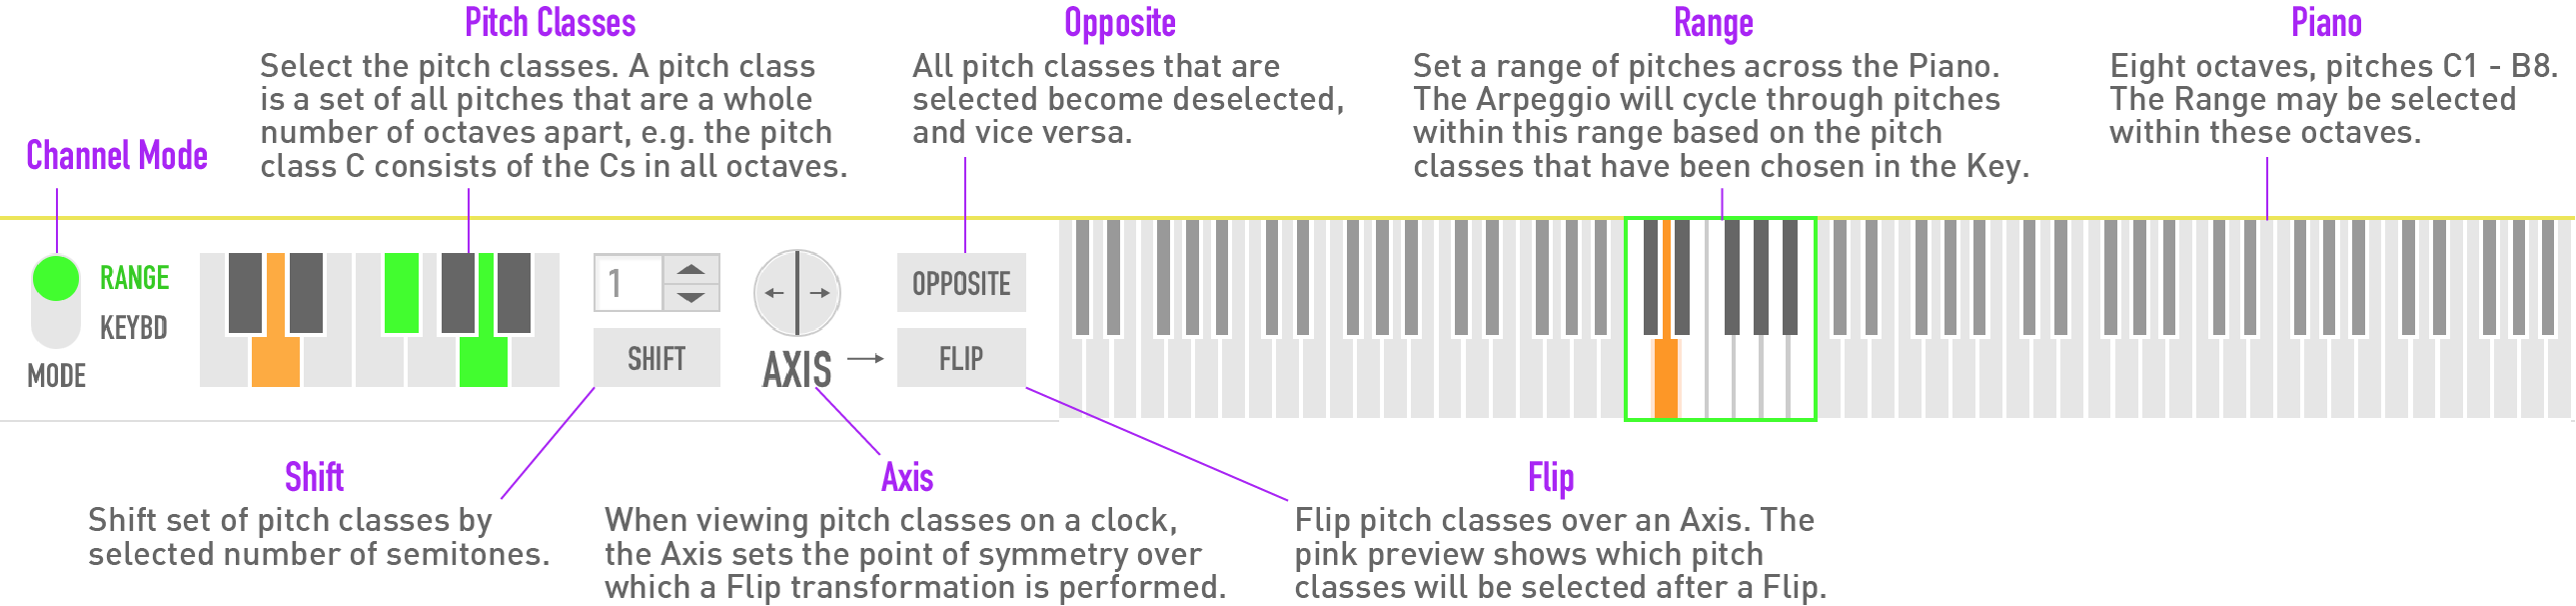 Pitch Classes
Select the pitch classes. A pitch class
is a set of all pitches that are a whole
number of octaves apart, e.g. the pitch
class C consists of the Cs in all octaves.
Opposite
All pitch classes that are
selected become deselected,
and vice versa.
Range
Set a range of pitches across the Piano.
The Arpeggio will cycle through pitches
within this range based on the pitch
classes that have been chosen in the Key.
Piano
Eight octaves, pitches C1 - B8.
The Range may be selected
within these octaves.
Channel Mode
RANGE
KEYBD
MODE
1
SHIFT
AXIS
OPPOSITE
FLIP
Shift
Shift set of pitch classes by
selected number of semitones.
Axis
When viewing pitch classes on a clock,
the Axis sets the point of symmetry over
which a Flip transformation is performed.
Flip
Flip pitch classes over an Axis. The
pink preview shows which pitch
classes will be selected after a Flip.